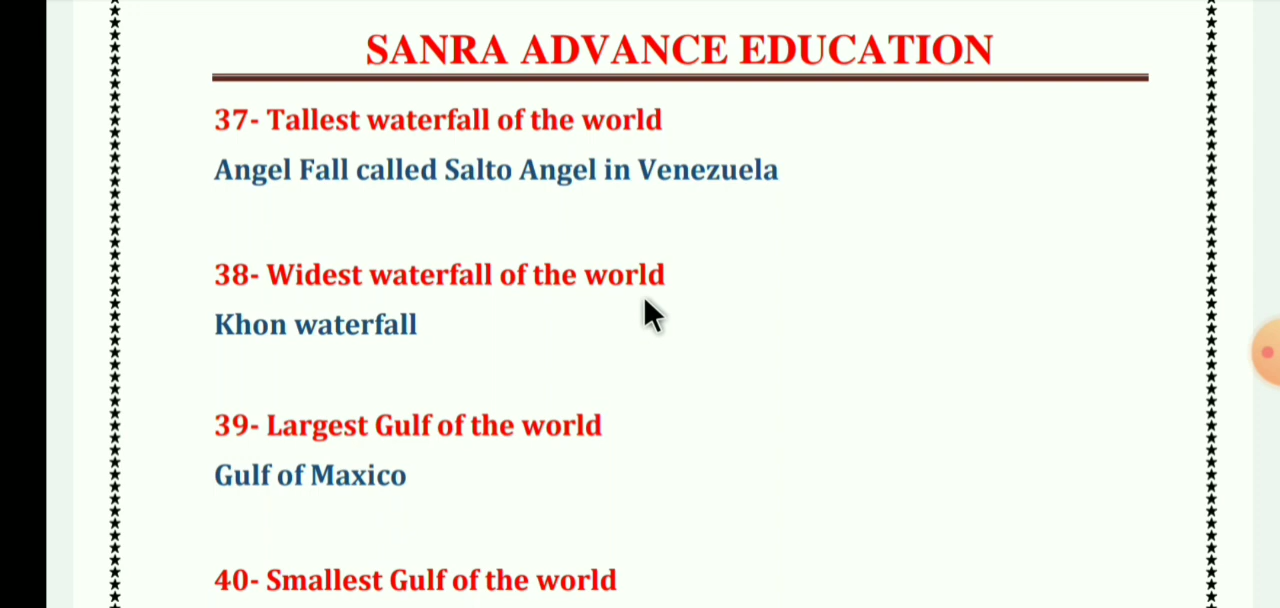 SANRA ADVANCE EDUCATION
37- Tallest waterfall of the world
Angel Fall called Salto Angel in Venezuela
38- Widest waterfall of the world
Khon waterfall
39- Largest Gulf of the world
Gulf of Maxico
40- Smallest Gulf of the world